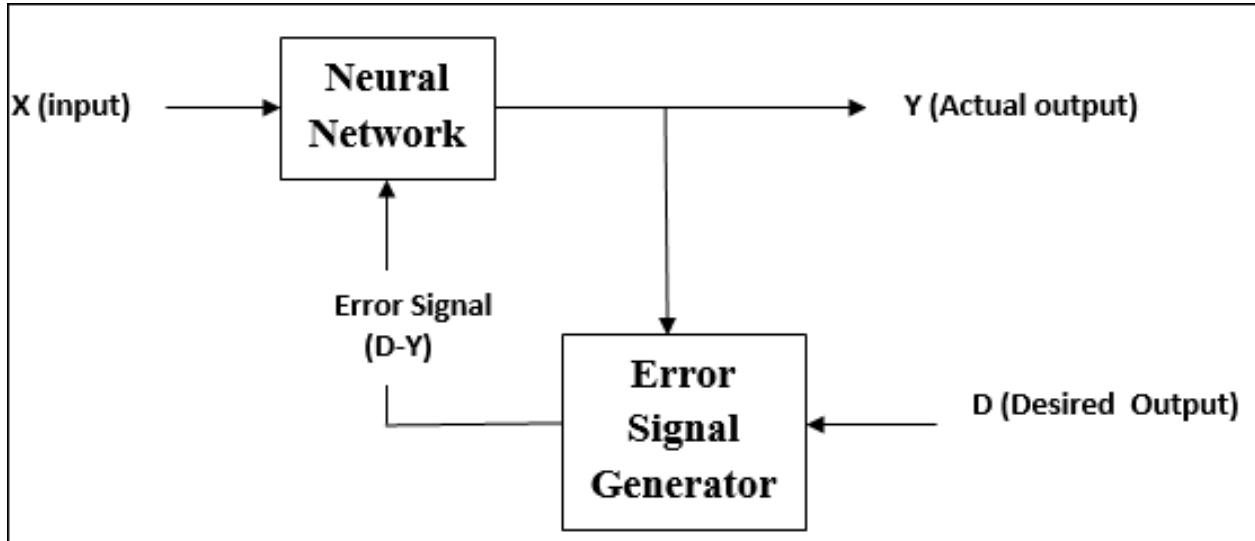 Neural
Network
X (input)
Y (Actual output)
Error Signal
(D-Y)
Error
Signal
Generator
D (Desired Output)